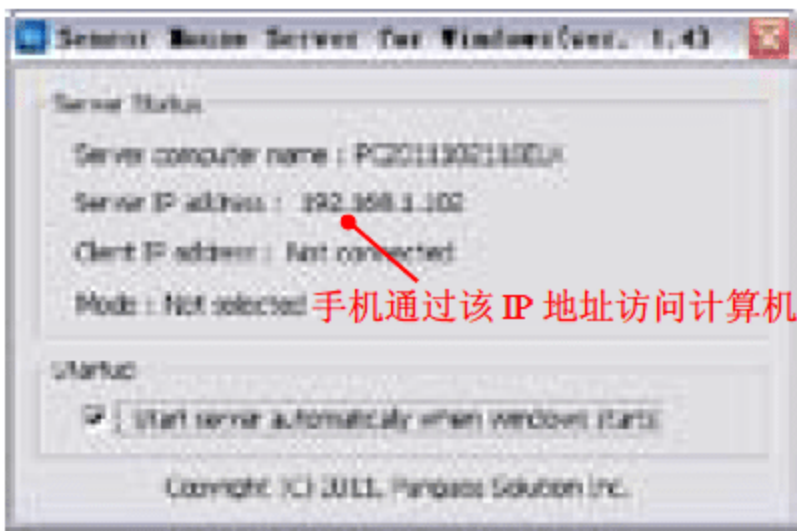 Sensor Mouse Server for Windows(ver. 1.4)
Server Status
Server computer name :
Server IP address : 192.168.1.102
Client IP address : Not connected
Mode : Not selected
手机通过该 IP 地址访问计算机
Startup
Start server automatically when windows starts
Copyright (C) 2011, Pangaea Solution Inc.